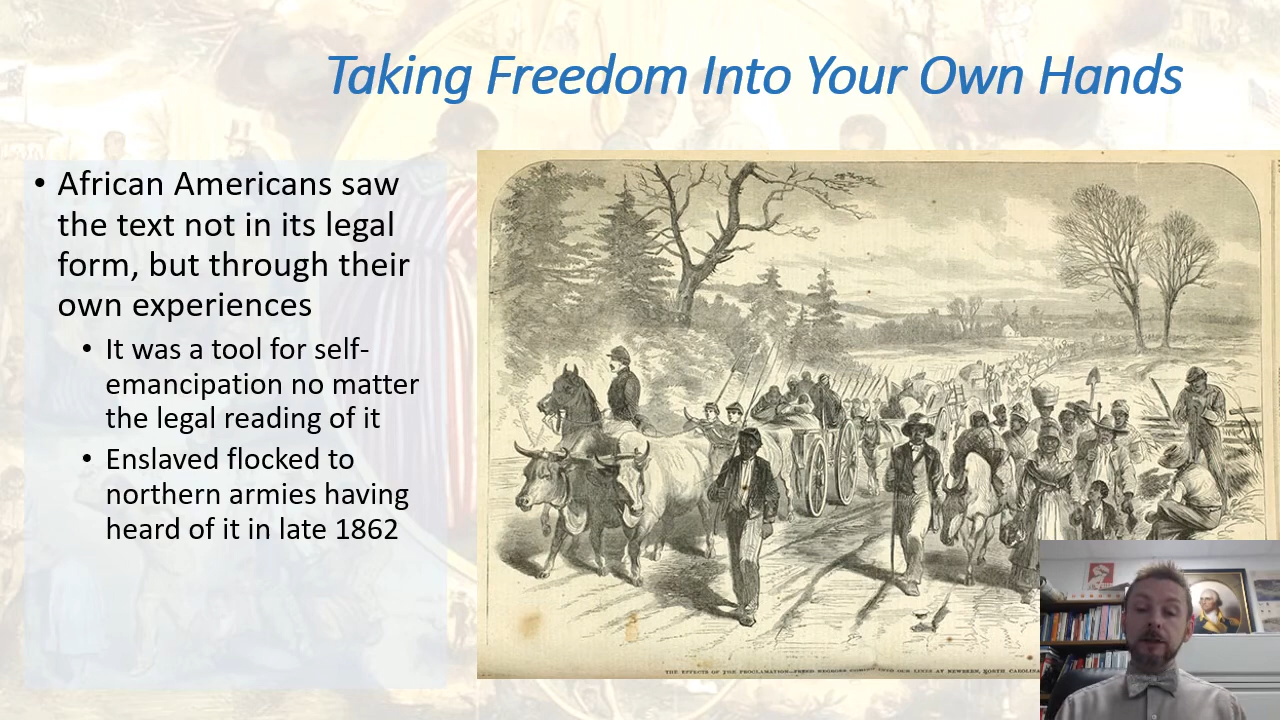 Taking Freedom Into Your Own Hands
• African Americans saw
the text not in its legal
form, but through their
own experiences
• It was a tool for self-
emancipation no matter
the legal reading of it
• Enslaved flocked to
northern armies having
heard of it in late 1862
THE EFFECTS OF THE PROCLAMATION—FREED NEGROES COMING INTO OUR LINES AT NEWBERN, NORTH CAROLINA